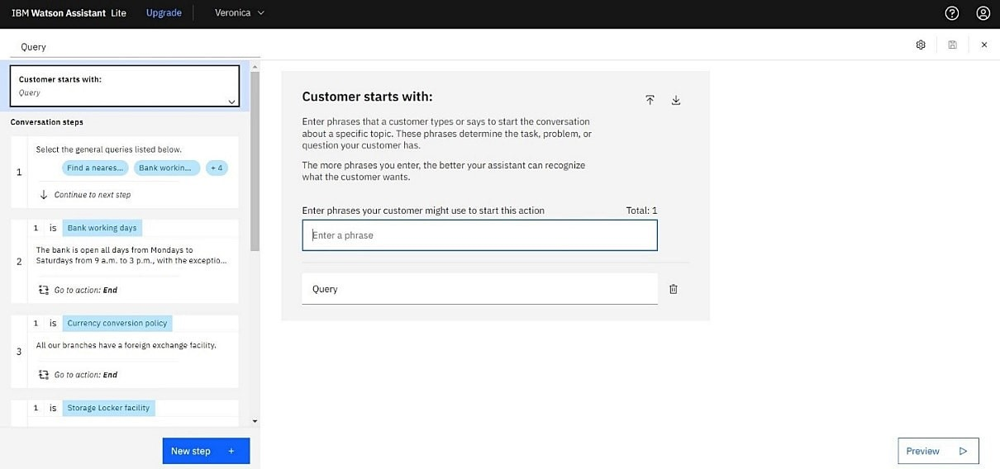 IBM Watson Assistant Lite Upgrade Veronica
Query
Customer starts with:
Query
Conversation steps
1
Select the general queries listed below.
Find a neares... Bank workin... + 4
Continue to next step
2
1 is Bank working days
The bank is open all days from Mondays to
Saturdays from 9 a.m. to 3 p.m., with the exceptio...
Go to action: End
3
1 is Currency conversion policy
All our branches have a foreign exchange facility.
Go to action: End
1 is Storage Locker facility
New step +
Customer starts with:
Enter phrases that a customer types or says to start the conversation
about a specific topic. These phrases determine the task, problem, or
question your customer has.
The more phrases you enter, the better your assistant can recognize
what the customer wants.
Enter phrases your customer might use to start this action Total: 1
Enter a phrase
Query
Preview